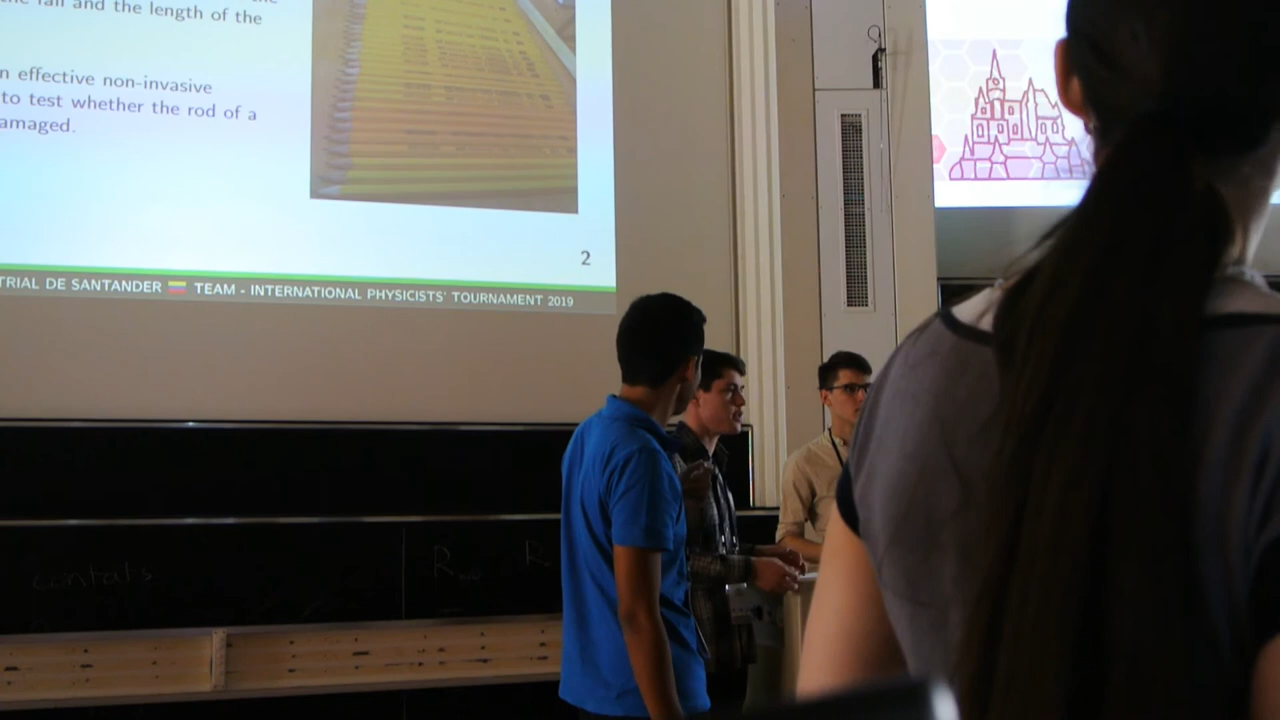 the fall and the length of the
n effective non-invasive
to test whether the rod of a
amaged.
2
TRIAL DE SANTANDER TEAM - INTERNATIONAL PHYSICISTS' TOURNAMENT 2019
contats
R
R